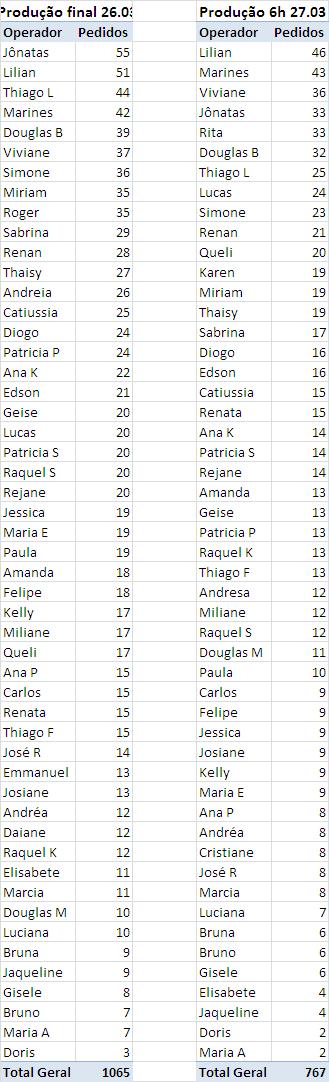 Produção final 26.03 Produção 6h 27.03
Operador Pedidos Operador Pedidos
Jônatas 55 Lilian 46
Lilian 51 Marines 43
Thiago L 44 Viviane 36
Marines 42 Jônatas 33
Douglas B 39 Rita 33
Viviane 37 Douglas B 32
Simone 36 Thiago L 25
Miriam 35 Lucas 24
Roger 35 Simone 23
Sabrina 29 Renan 21
Renan 28 Queli 20
Thaisy 27 Karen 19
Andreia 26 Miriam 19
Catiussia 25 Thaisy 19
Diogo 24 Sabrina 17
Patricia P 24 Diogo 16
Ana K 22 Edson 16
Edson 21 Catiussia 15
Geise 20 Renata 15
Lucas 20 Ana K 14
Patricia S 20 Patricia S 14
Raquel S 20 Rejane 14
Rejane 20 Amanda 13
Jessica 19 Geise 13
Maria E 19 Patricia P 13
Paula 19 Raquel K 13
Amanda 18 Thiago F 13
Felipe 18 Andresa 12
Kelly 17 Miliane 12
Miliane 17 Raquel S 12
Queli 17 Douglas M 11
Ana P 15 Paula 10
Carlos 15 Carlos 9
Renata 15 Felipe 9
Thiago F 15 Jessica 9
José R 14 Josiane 9
Emmanuel 13 Kelly 9
Josiane 13 Maria E 9
Andréa 12 Ana P 8
Daiane 12 Andréa 8
Raquel K 12 Cristiane 8
Elisabete 11 José R 8
Marcia 11 Marcia 8
Douglas M 10 Luciana 7
Luciana 10 Bruna 6
Bruna 9 Bruno 6
Jaqueline 9 Gisele 6
Gisele 8 Elisabete 4
Bruno 7 Jaqueline 4
Maria A 7 Doris 2
Doris 3 Maria A 2
Total Geral 1065 Total Geral 767